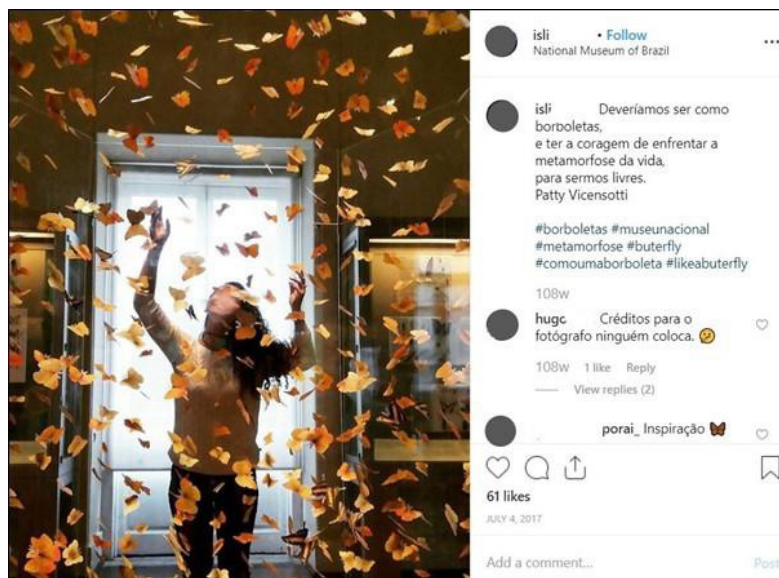 isli • Follow
National Museum of Brazil
isli Deveríamos ser como
borboletas,
e ter a coragem de enfrentar a
metamorfose da vida,
para sermos livres.
Patty Vicensotti
#borboletas #museunacional
#metamorfose #buterfly
#comoumaborboleta #likeabuterfly
108w
hugo Créditos para o
fotógrafo ninguém coloca. 🤔
108w 1 like Reply
View replies (2)
porai_ Inspiração 🦋
61 likes
JULY 4, 2017
Add a comment... Post